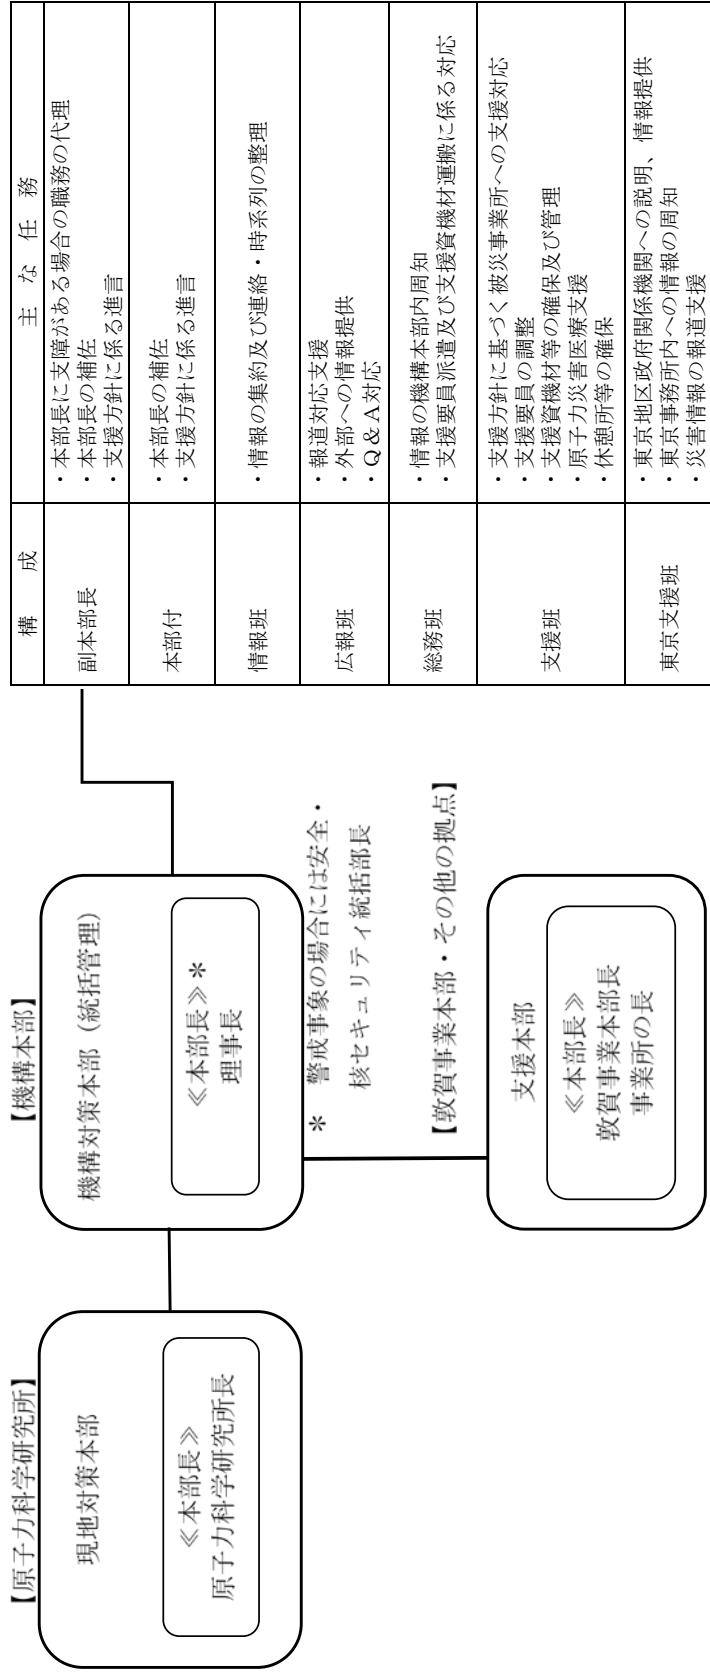 【原子力科学研究所】
現地対策本部
≪本部長≫
原子力科学研究所長
【機構本部】
機構対策本部（統括管理）
≪本部長≫＊
理事長
＊ 警戒事象の場合には安全・
核セキュリティ統括部長
【敦賀事業本部・その他の拠点】
支援本部
≪本部長≫
敦賀事業本部長
事業所の長
構 成
主 な 任 務
副本部長
・本部長に支障がある場合の職務の代理
・本部長の補佐
・支援方針に係る進言
本部付
・本部長の補佐
・支援方針に係る進言
情報班
・情報の集約及び連絡・時系列の整理
広報班
・報道対応支援
・外部への情報提供
・Q＆A対応
総務班
・情報の機構本部内周知
・支援要員派遣及び支援資機材運搬に係る対応
支援班
・支援方針に基づく被災事業所への支援対応
・支援要員の調整
・支援資機材等の確保及び管理
・原子力災害医療支援
・休憩所等の確保
東京支援班
・東京地区政府関係機関への説明、情報提供
・東京事務所内への情報の周知
・災害情報の報道支援